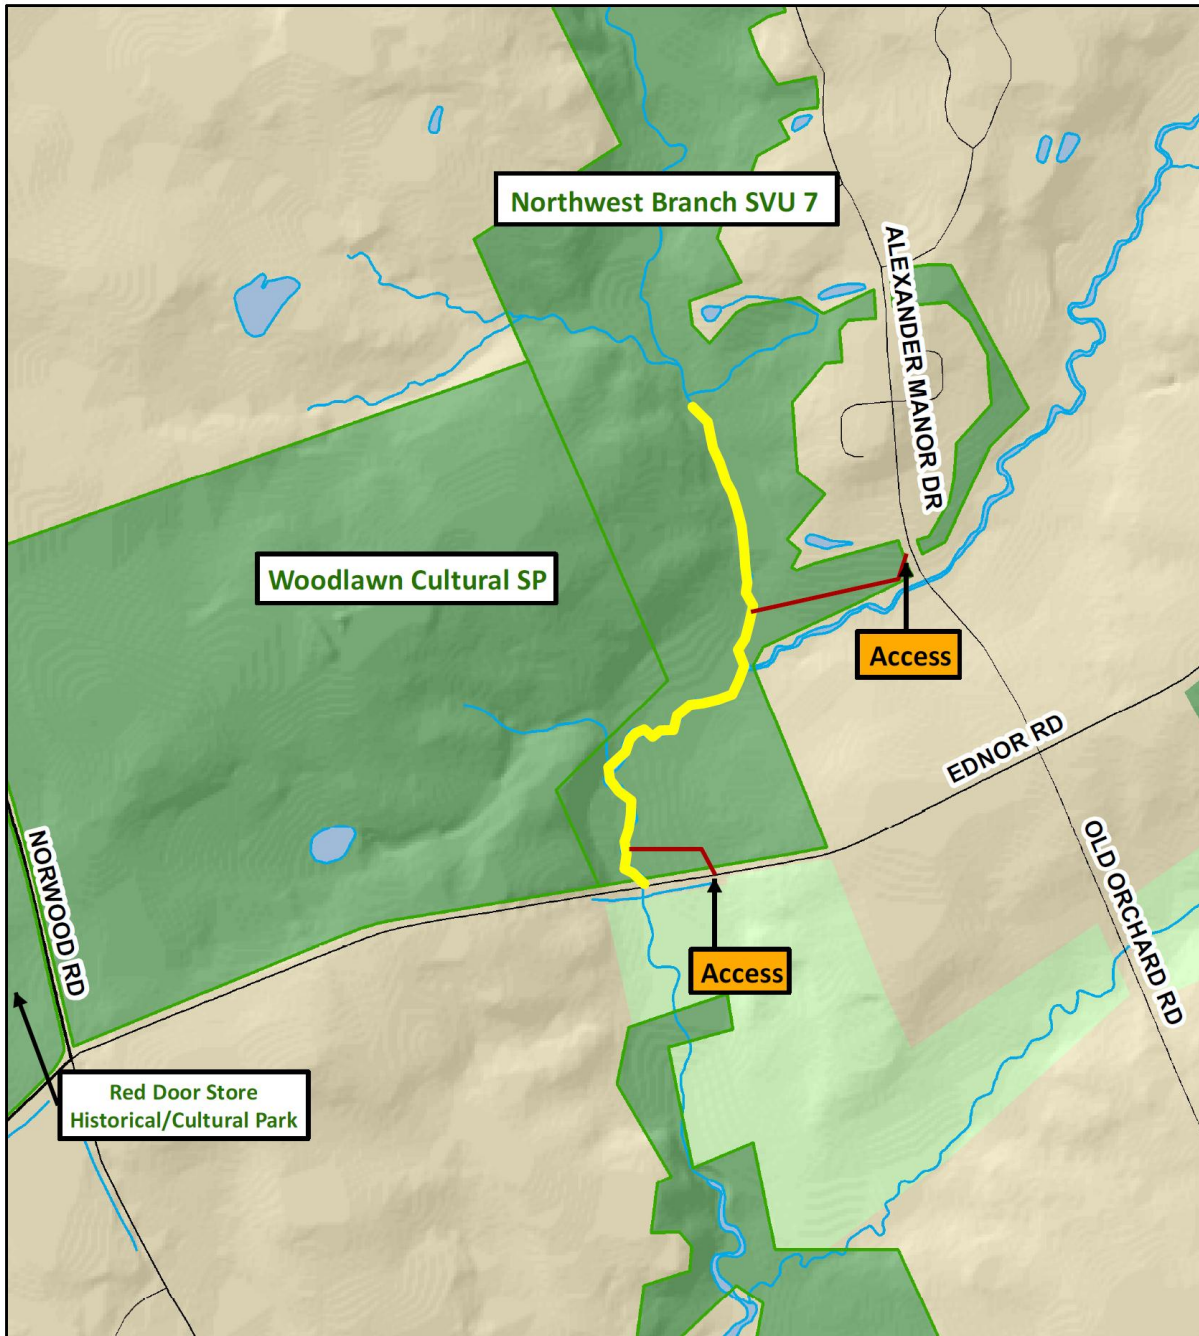 Northwest Branch SVU 7
ALEXANDER MANOR DR
Woodlawn Cultural SP
Access
EDNOR RD
NORWOOD RD
OLD ORCHARD RD
Access
Red Door Store
Historical/Cultural Park